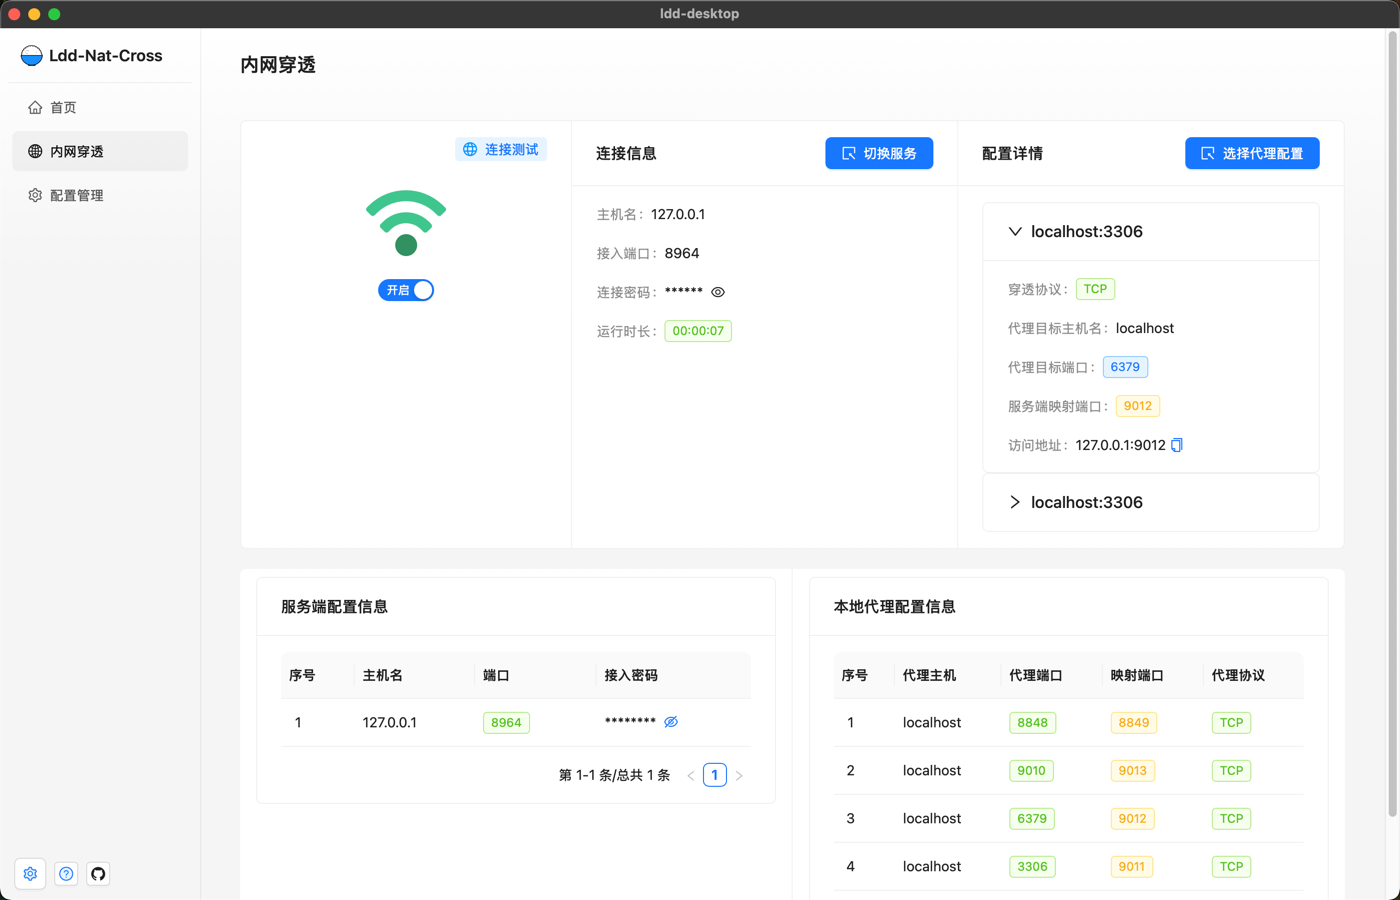 ldd-desktop
Ldd-Nat-Cross
首页
内网穿透
配置管理
内网穿透
连接测试
开启
连接信息
切换服务
主机名：127.0.0.1
接入端口：8964
连接密码：******
运行时长：00:00:07
配置详情
选择代理配置
localhost:3306
穿透协议：TCP
代理目标主机名：localhost
代理目标端口：6379
服务端映射端口：9012
访问地址：127.0.0.1:9012
localhost:3306
服务端配置信息
序号 主机名 端口 接入密码
1 127.0.0.1 8964 ********
第 1-1 条/总共 1 条 < 1 >
本地代理配置信息
序号 代理主机 代理端口 映射端口 代理协议
1 localhost 8848 8849 TCP
2 localhost 9010 9013 TCP
3 localhost 6379 9012 TCP
4 localhost 3306 9011 TCP